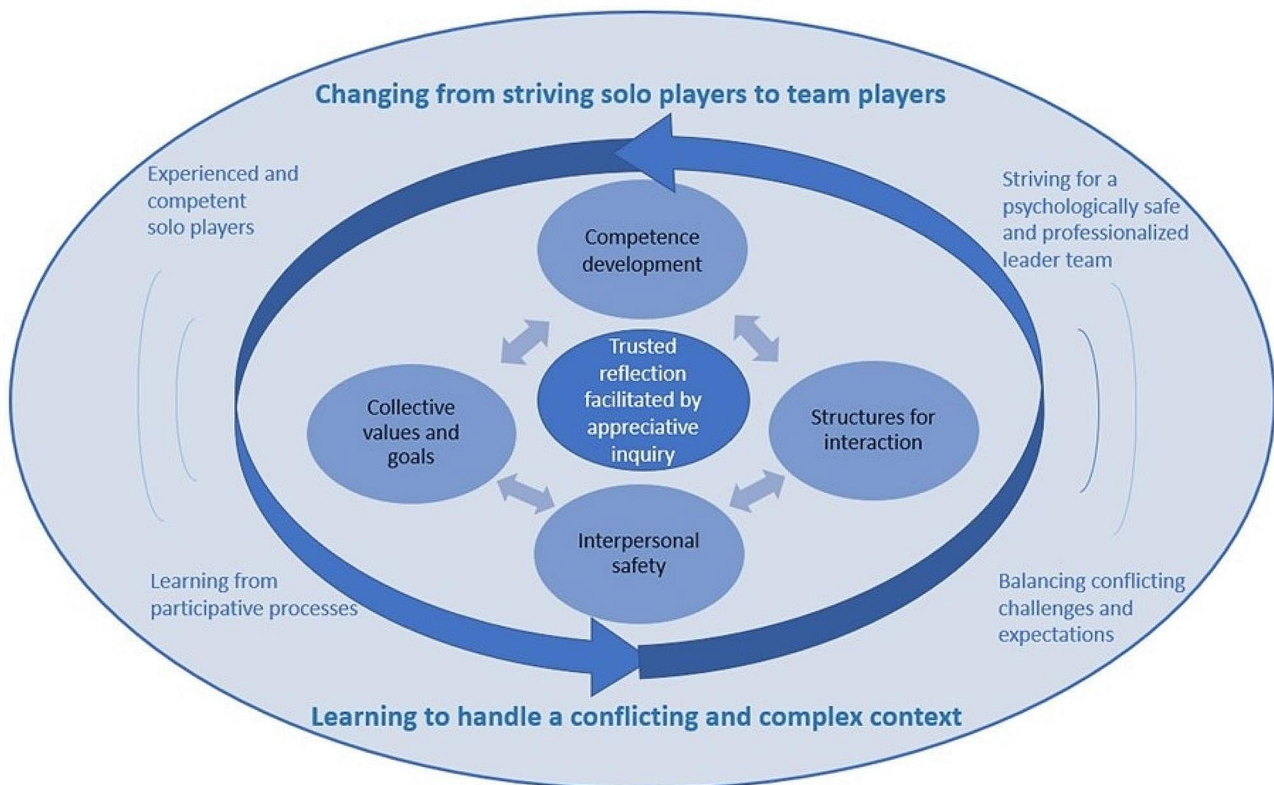 Changing from striving solo players to team players
Experienced and
competent
solo players
Striving for a
psychologically safe
and professionalized
leader team
Competence
development
Trusted
reflection
facilitated by
appreciative
inquiry
Collective
values and
goals
Structures for
interaction
Interpersonal
safety
Learning from
participative processes
Balancing conflicting
challenges and
expectations
Learning to handle a conflicting and complex context